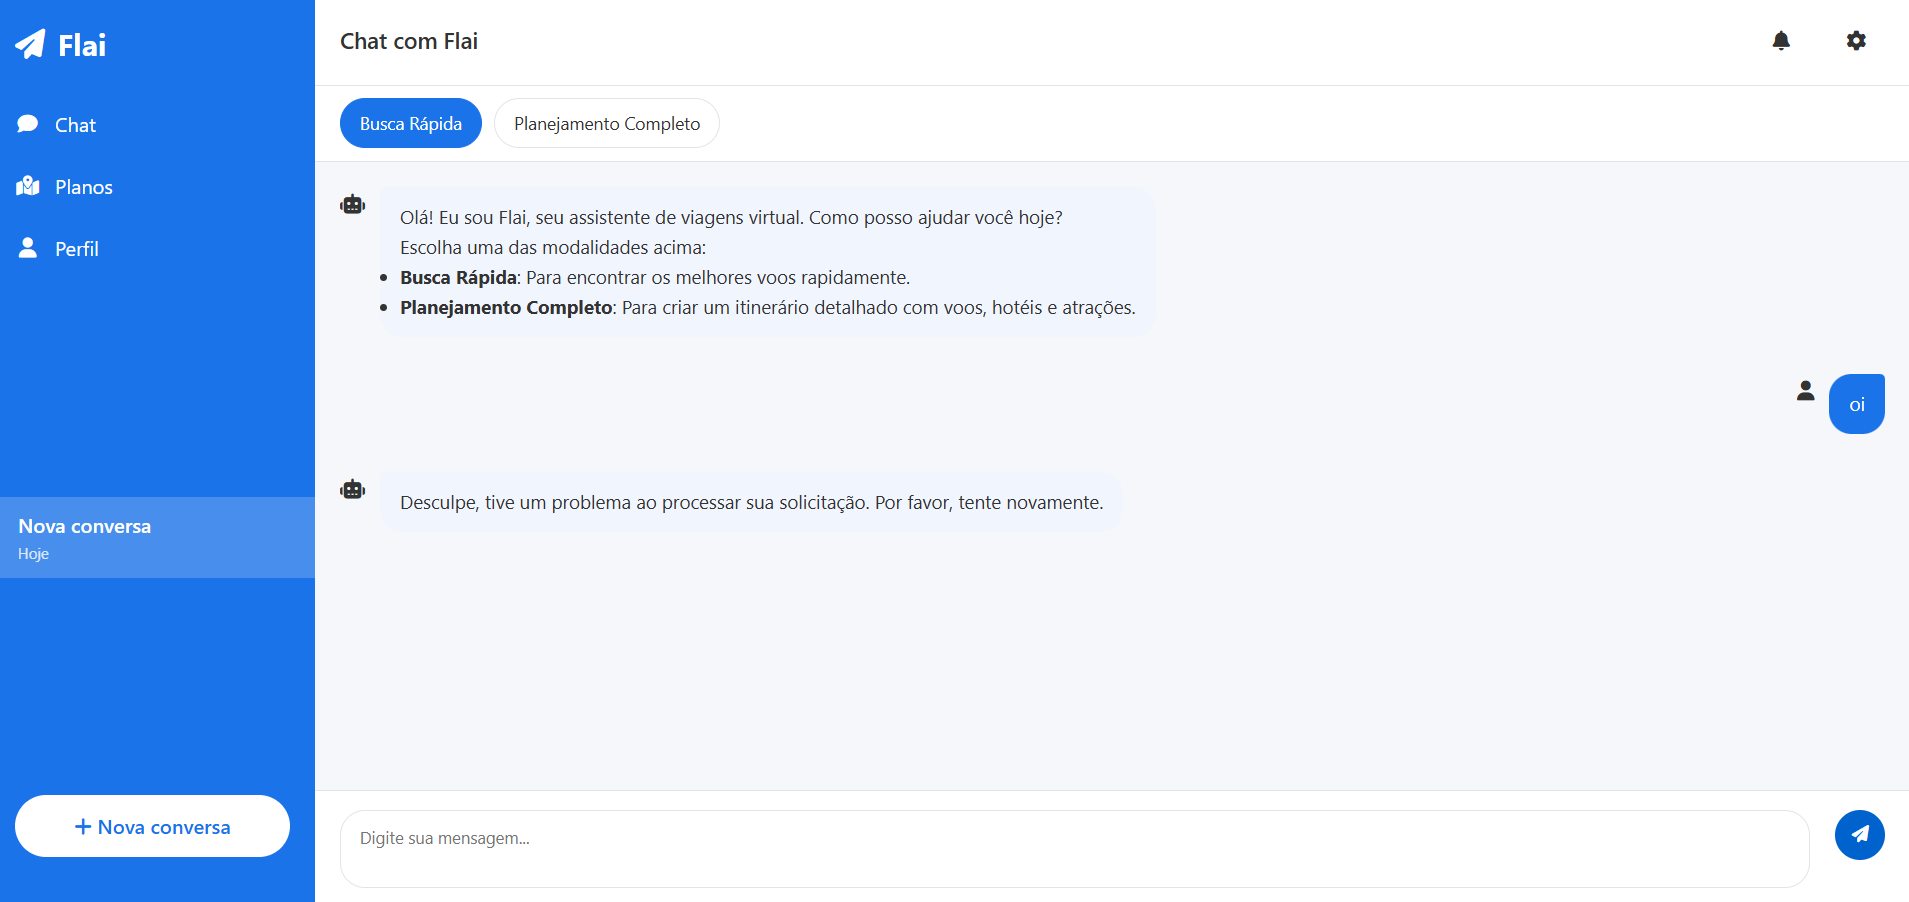 Flai
Chat
Planos
Perfil
Nova conversa
Hoje
+ Nova conversa
Chat com Flai
Busca Rápida
Planejamento Completo
Olá! Eu sou Flai, seu assistente de viagens virtual. Como posso ajudar você hoje?
Escolha uma das modalidades acima:
• Busca Rápida: Para encontrar os melhores voos rapidamente.
• Planejamento Completo: Para criar um itinerário detalhado com voos, hotéis e atrações.
oi
Desculpe, tive um problema ao processar sua solicitação. Por favor, tente novamente.
Digite sua mensagem...